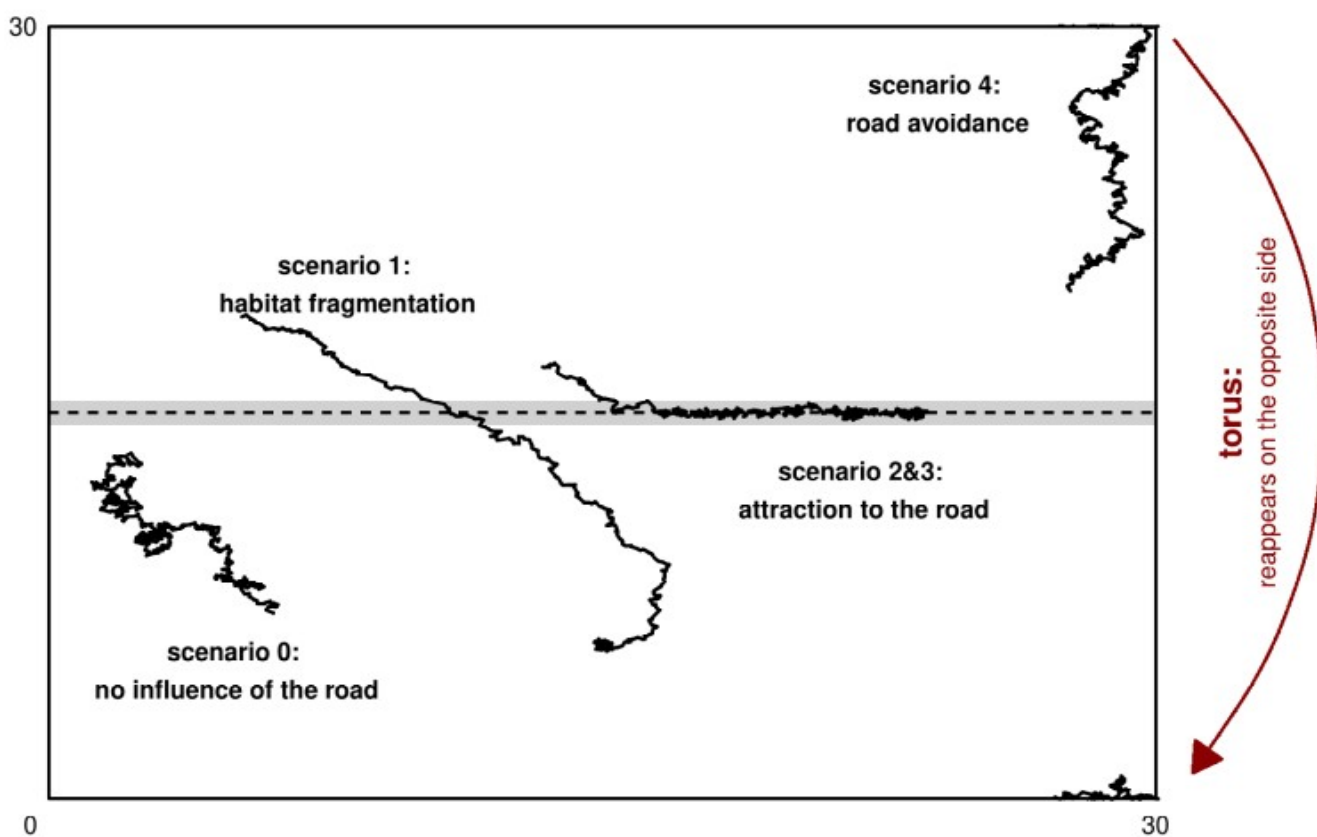 30
scenario 4:
road avoidance
scenario 1:
habitat fragmentation
torus:
reappears on the opposite side
scenario 2&3:
attraction to the road
scenario 0:
no influence of the road
0
30